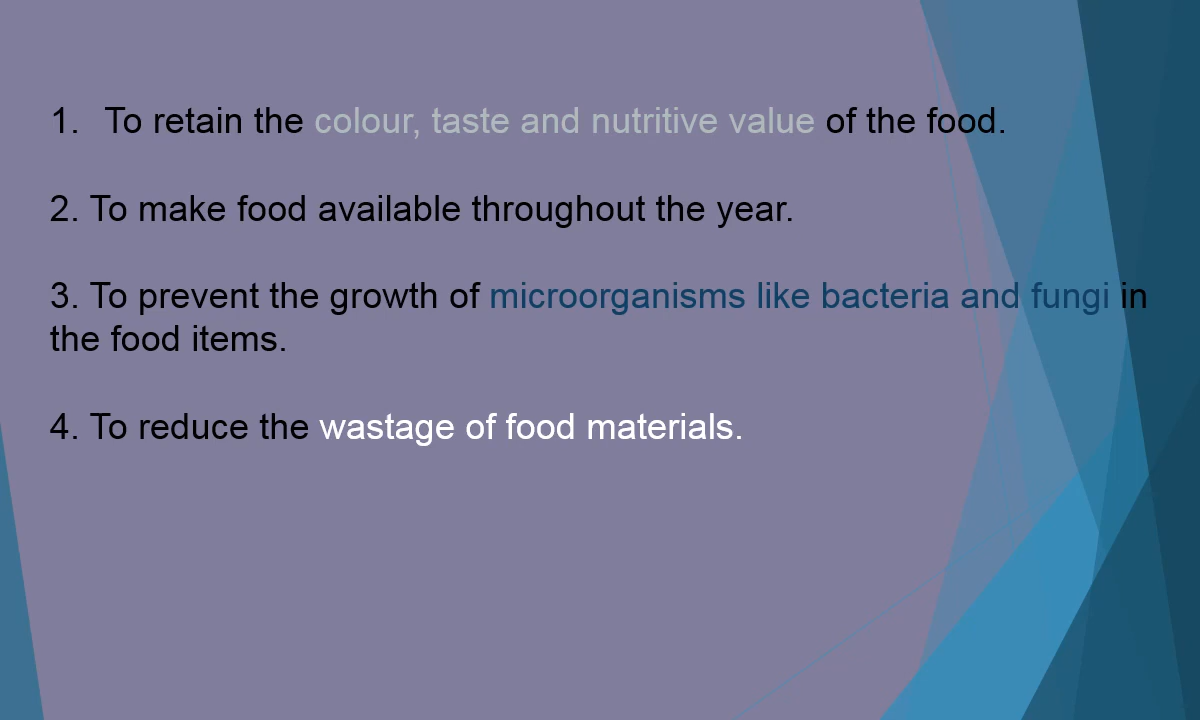 1. To retain the colour, taste and nutritive value of the food.
2. To make food available throughout the year.
3. To prevent the growth of microorganisms like bacteria and fungi in
the food items.
4. To reduce the wastage of food materials.